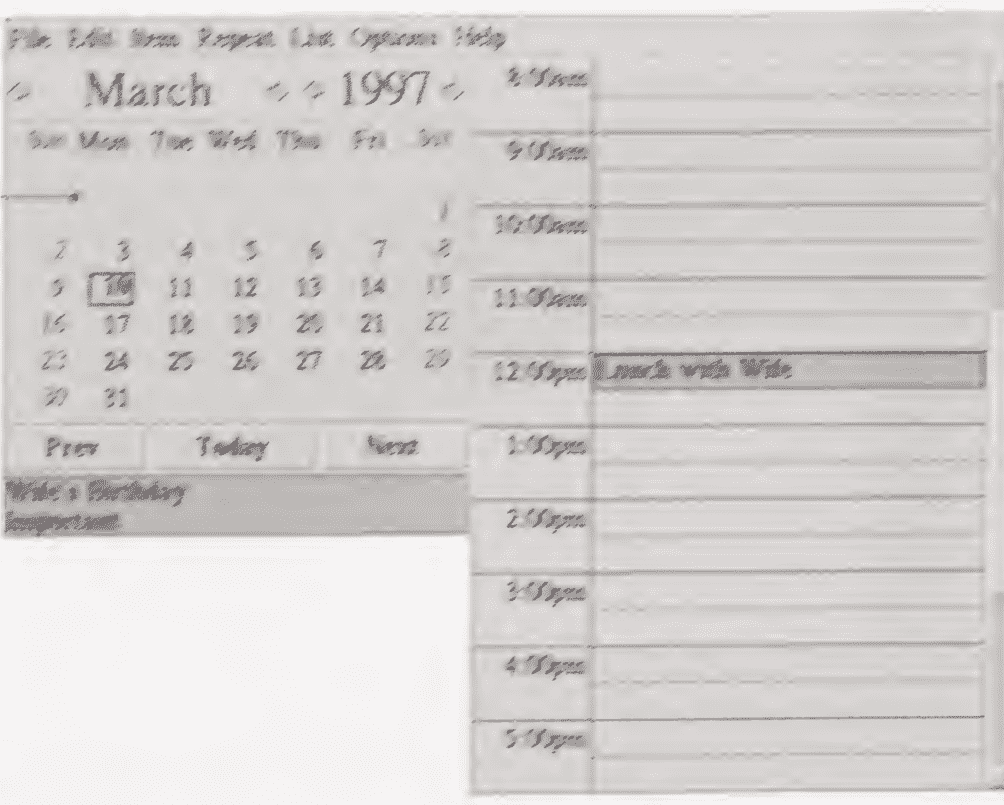 File Edit Item Repeat List Options Help
March 1997
Sun Mon Tue Wed Thu Fri Sat
1
2 3 4 5 6 7 8
9 10 11 12 13 14 15
16 17 18 19 20 21 22
23 24 25 26 27 28 29
30 31
Prev Today Next
Wife's Birthday
Important
8:00am
9:00am
10:00am
11:00am
12:00pm Lunch with Wife
1:00pm
2:00pm
3:00pm
4:00pm
5:00pm